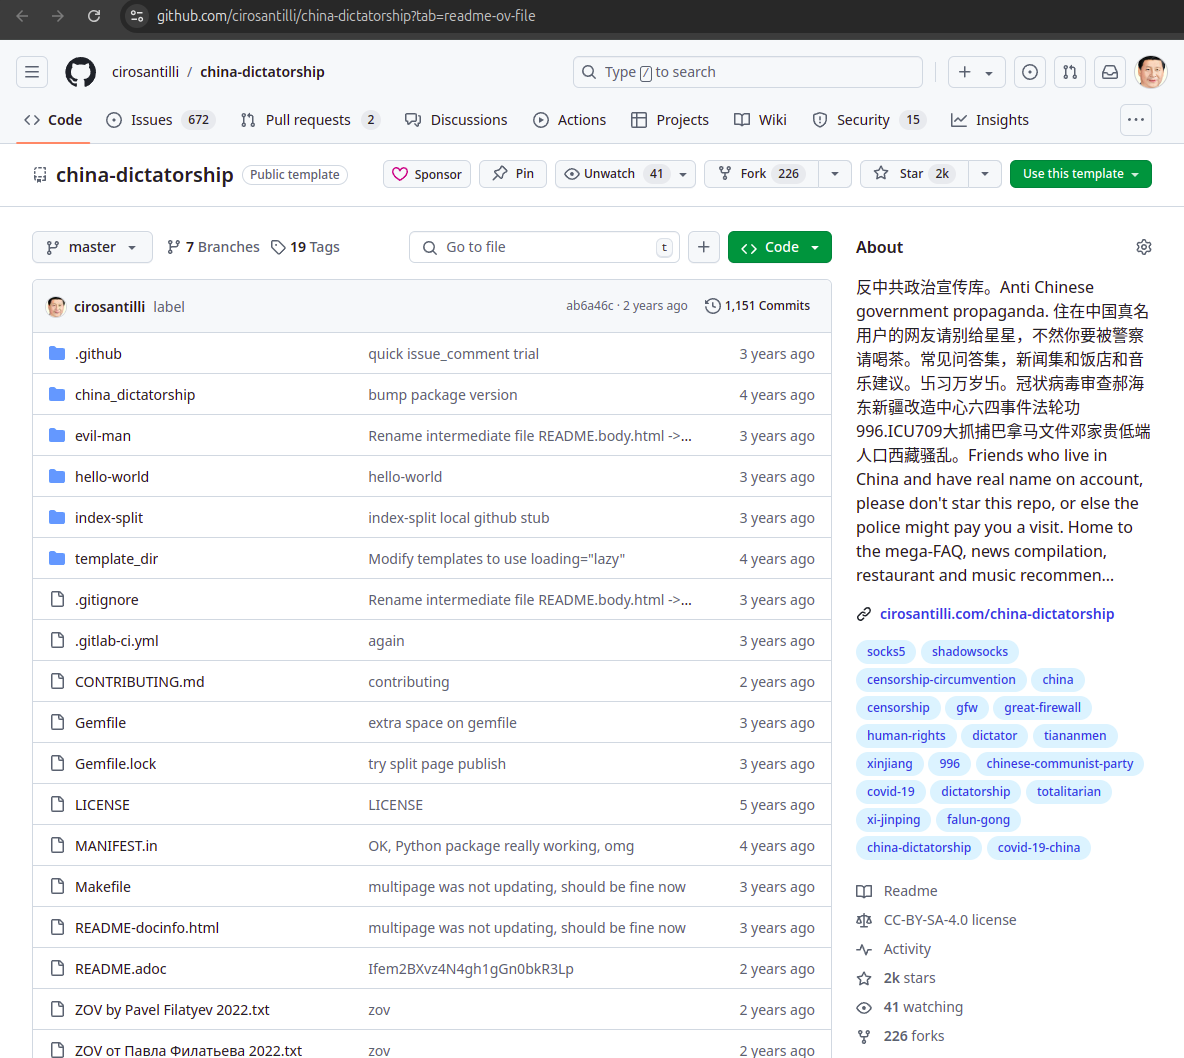 github.com/cirosantilli/china-dictatorship?tab=readme-ov-file
cirosantilli / china-dictatorship
Type / to search
Code
Issues 672
Pull requests 2
Discussions
Actions
Projects
Wiki
Security 15
Insights
china-dictatorship Public template
Sponsor
Pin
Unwatch 41
Fork 226
Star 2k
Use this template
master
7 Branches
19 Tags
Go to file t
Code
cirosantilli label ab6a46c · 2 years ago 1,151 Commits
.github quick issue_comment trial 3 years ago
china_dictatorship bump package version 4 years ago
evil-man Rename intermediate file README.body.html ->... 3 years ago
hello-world hello-world 3 years ago
index-split index-split local github stub 3 years ago
template_dir Modify templates to use loading="lazy" 4 years ago
.gitignore Rename intermediate file README.body.html ->... 3 years ago
.gitlab-ci.yml again 3 years ago
CONTRIBUTING.md contributing 2 years ago
Gemfile extra space on gemfile 3 years ago
Gemfile.lock try split page publish 3 years ago
LICENSE LICENSE 5 years ago
MANIFEST.in OK, Python package really working, omg 4 years ago
Makefile multipage was not updating, should be fine now 3 years ago
README-docinfo.html multipage was not updating, should be fine now 3 years ago
README.adoc Ifem2BXvz4N4gh1gGn0bkR3Lp 2 years ago
ZOV by Pavel Filatyev 2022.txt zov 2 years ago
ZOV от Павла Филатьева 2022.txt zov 2 years ago
About
反中共政治宣传库。Anti Chinese
government propaganda. 住在中国真名
用户的网友请别给星星，不然你要被警察
请喝茶。常见问答集，新闻集和饭店和音
乐建议。卐习万岁卐。冠状病毒审查郝海
东新疆改造中心六四事件法轮功
996.ICU709大抓捕巴拿马文件邓家贵低端
人口西藏骚乱。Friends who live in
China and have real name on account,
please don't star this repo, or else the
police might pay you a visit. Home to
the mega-FAQ, news compilation,
restaurant and music recommen...
cirosantilli.com/china-dictatorship
socks5 shadowsocks
censorship-circumvention china
censorship gfw great-firewall
human-rights dictator tiananmen
xinjiang 996 chinese-communist-party
covid-19 dictatorship totalitarian
xi-jinping falun-gong
china-dictatorship covid-19-china
Readme
CC-BY-SA-4.0 license
Activity
2k stars
41 watching
226 forks